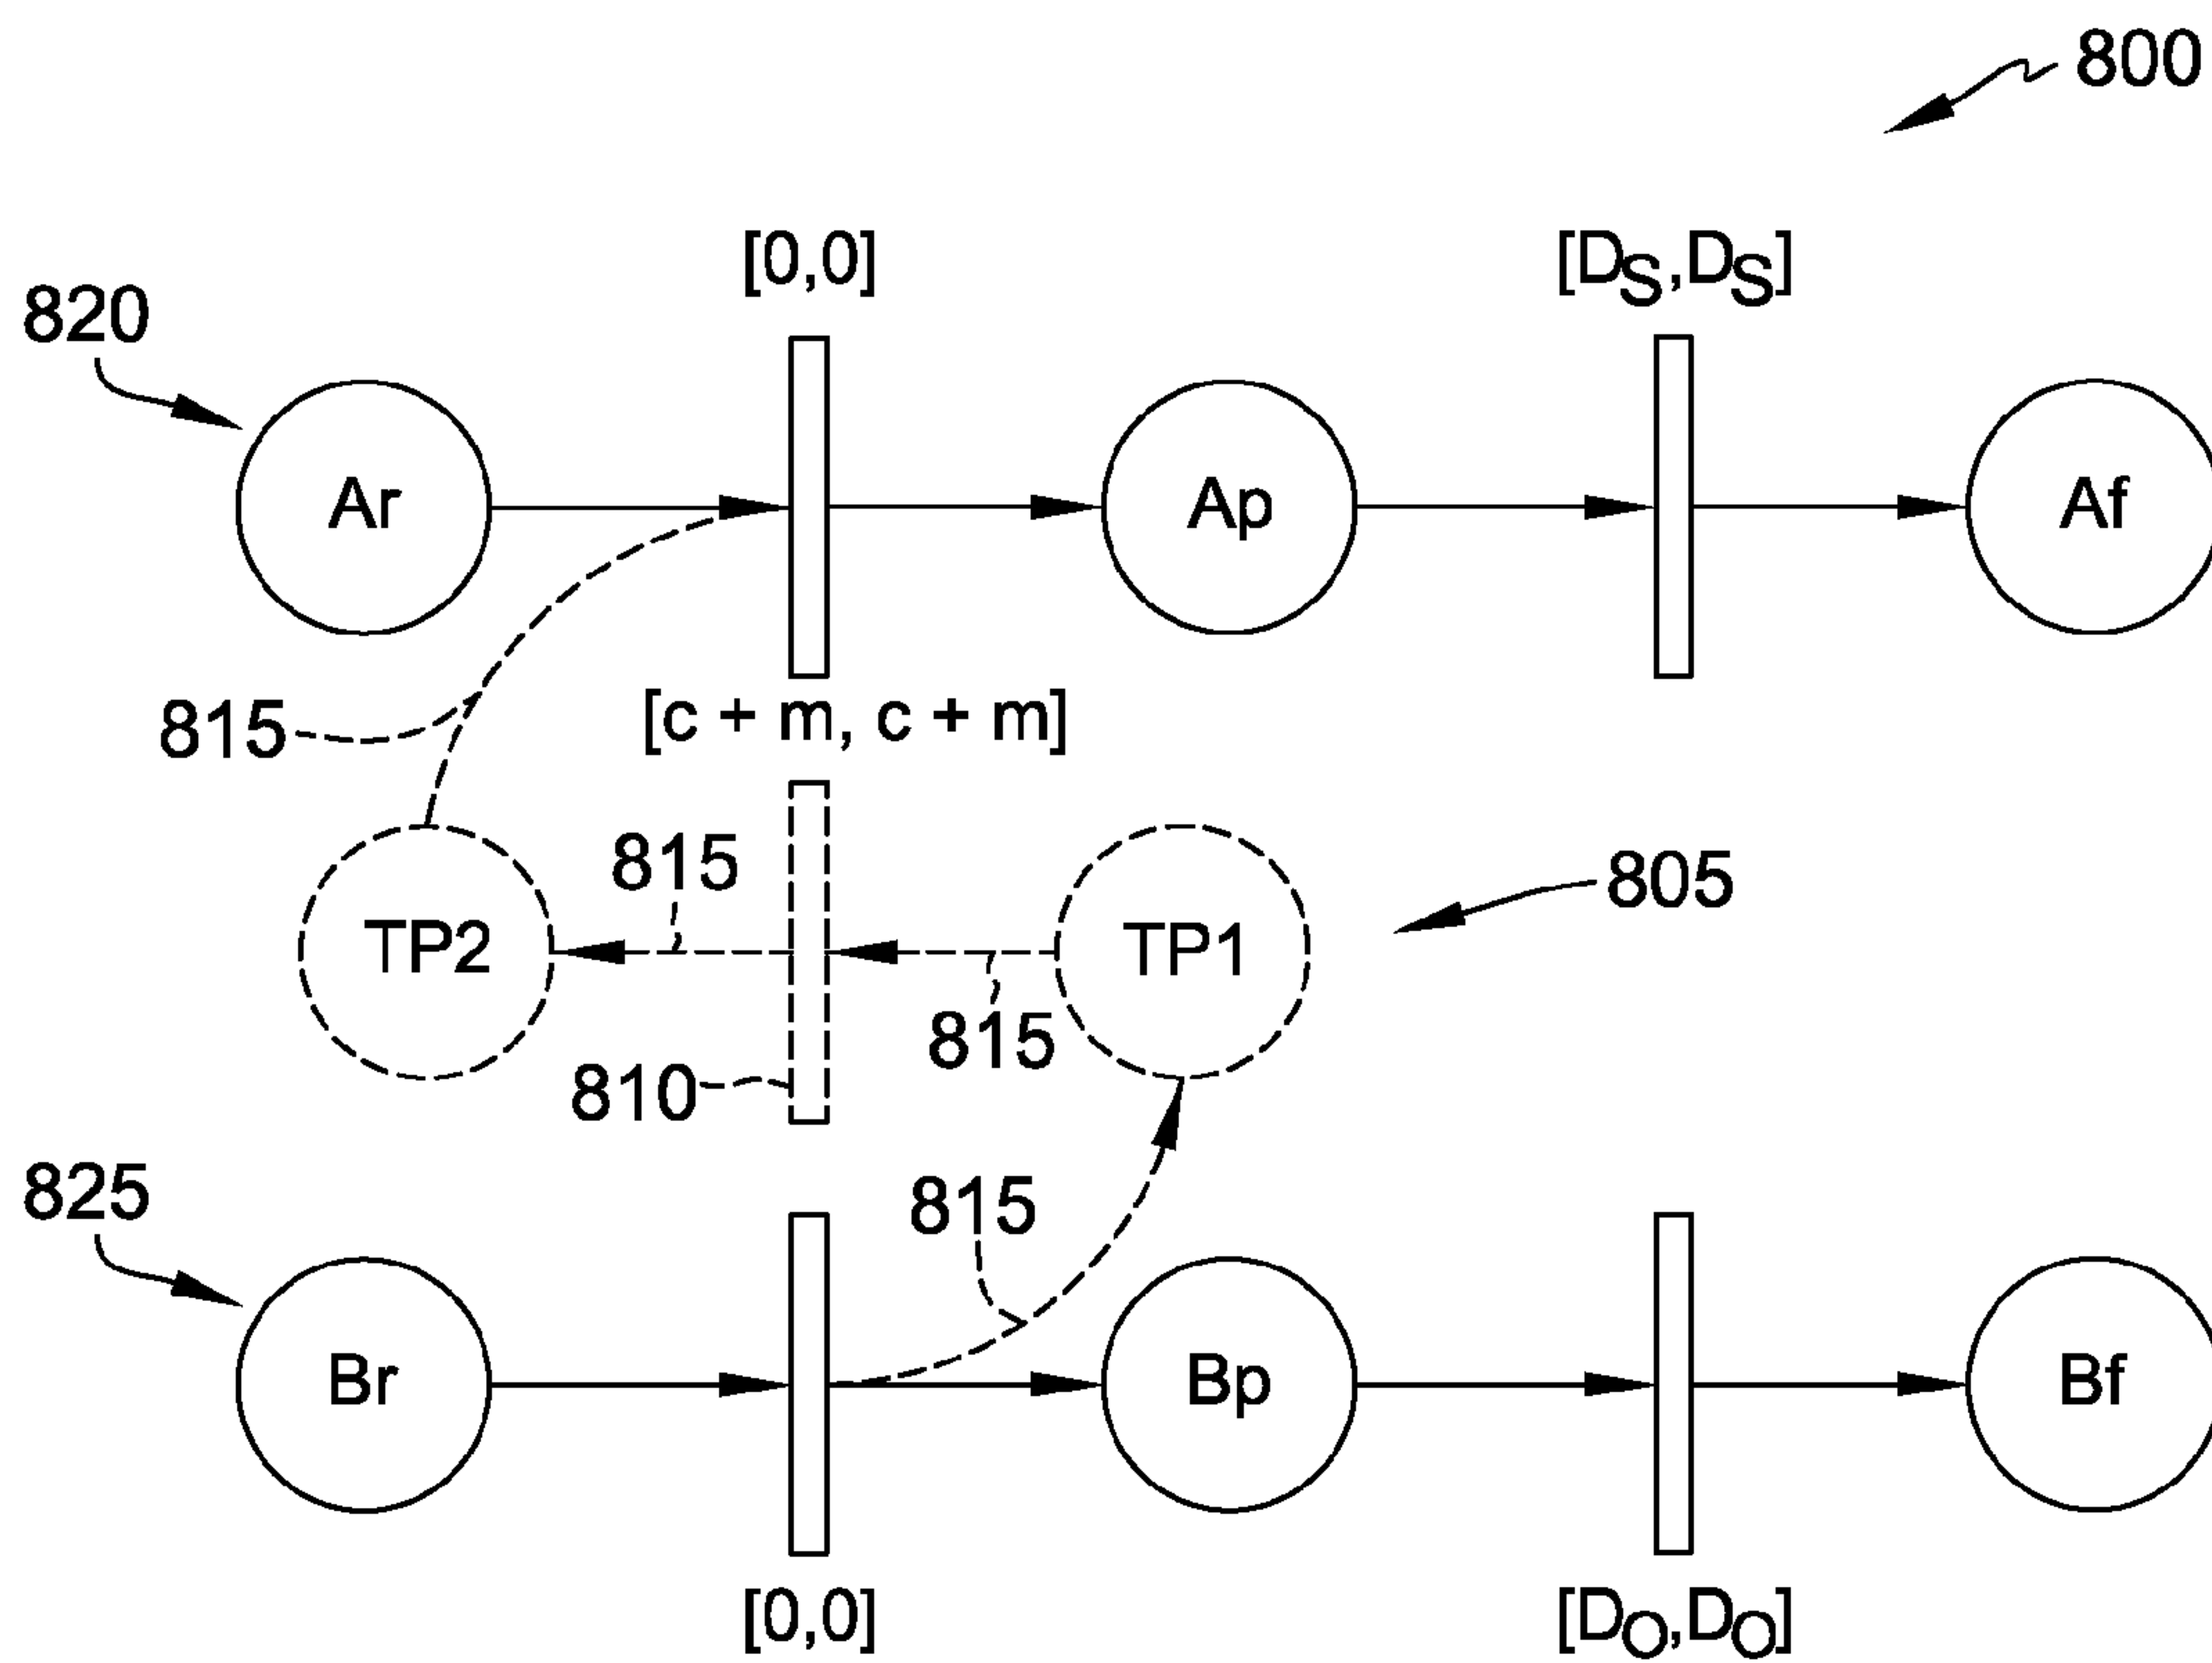 800
[0,0] [DS,DS]
820
Ar Ap Af
815 [c + m, c + m]
815 805
TP2 TP1
815
810
825 815
Br Bp Bf
[0,0] [DO,DO]